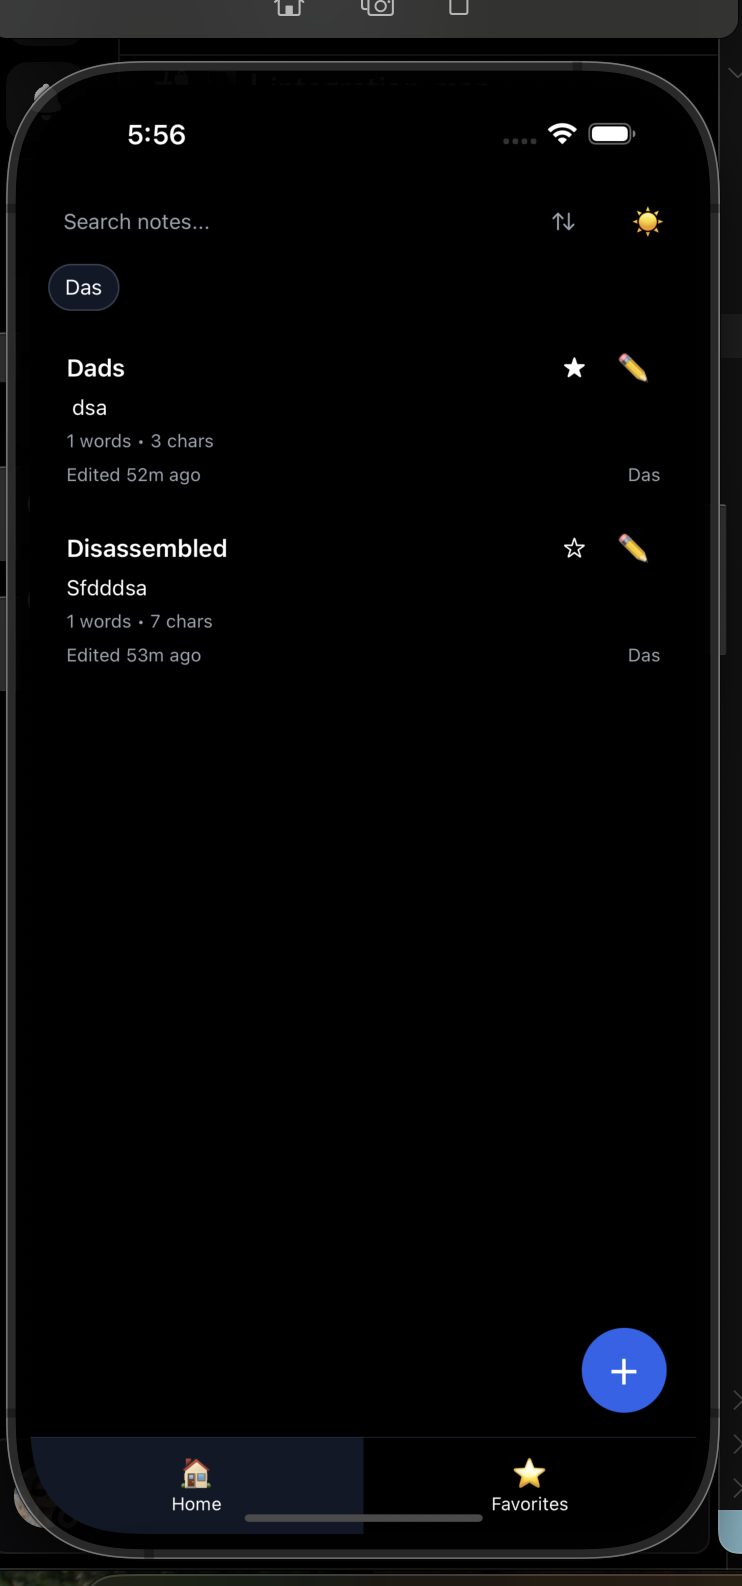 5:56
Search notes...
Das
Dads
dsa
1 words • 3 chars
Edited 52m ago Das
Disassembled
Sfdddsa
1 words • 7 chars
Edited 53m ago Das
+
Home Favorites